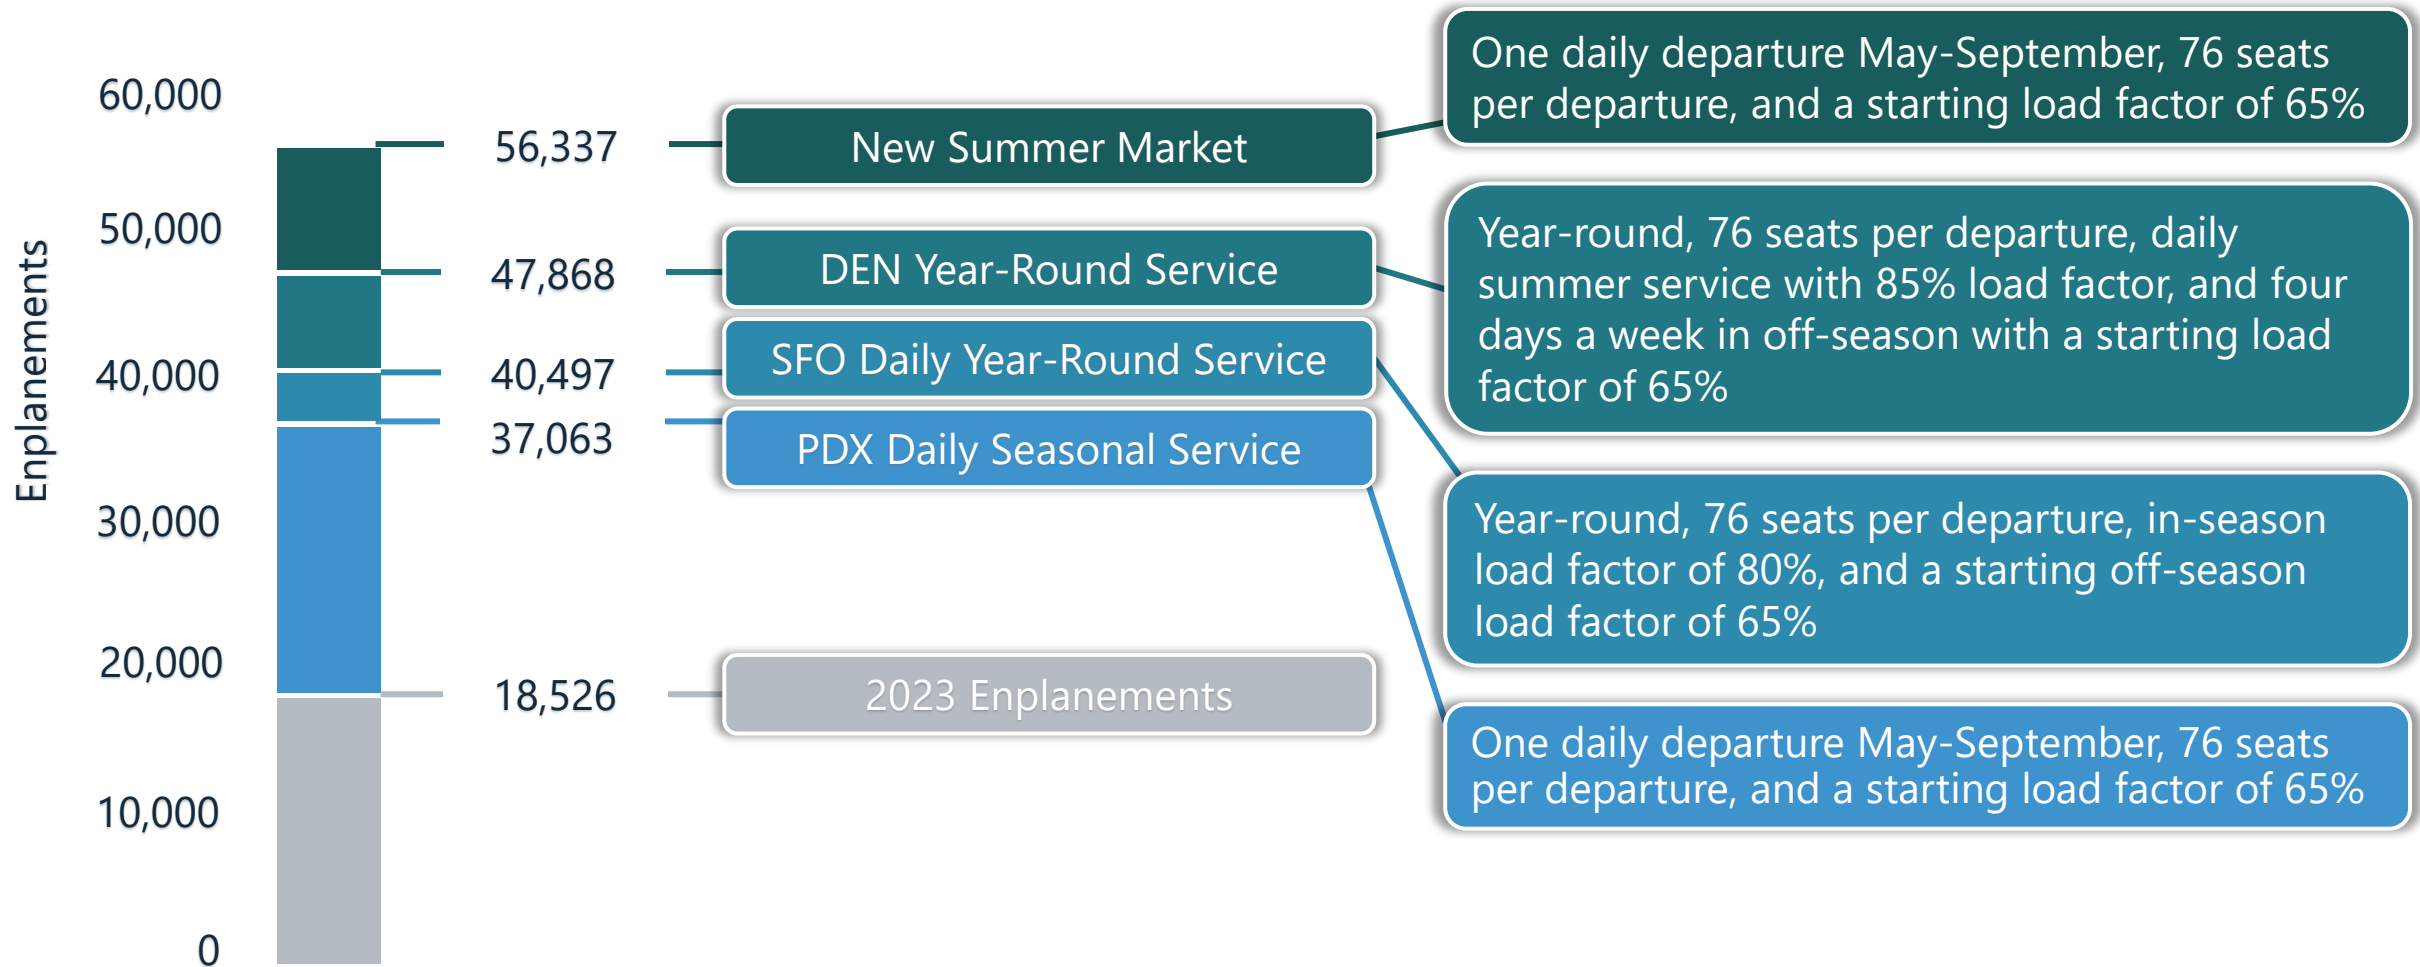 Enplanements
60,000
50,000
40,000
30,000
20,000
10,000
0
56,337
47,868
40,497
37,063
18,526
New Summer Market
DEN Year-Round Service
SFO Daily Year-Round Service
PDX Daily Seasonal Service
2023 Enplanements
One daily departure May-September, 76 seats
per departure, and a starting load factor of 65%
Year-round, 76 seats per departure, daily
summer service with 85% load factor, and four
days a week in off-season with a starting load
factor of 65%
Year-round, 76 seats per departure, in-season
load factor of 80%, and a starting off-season
load factor of 65%
One daily departure May-September, 76 seats
per departure, and a starting load factor of 65%